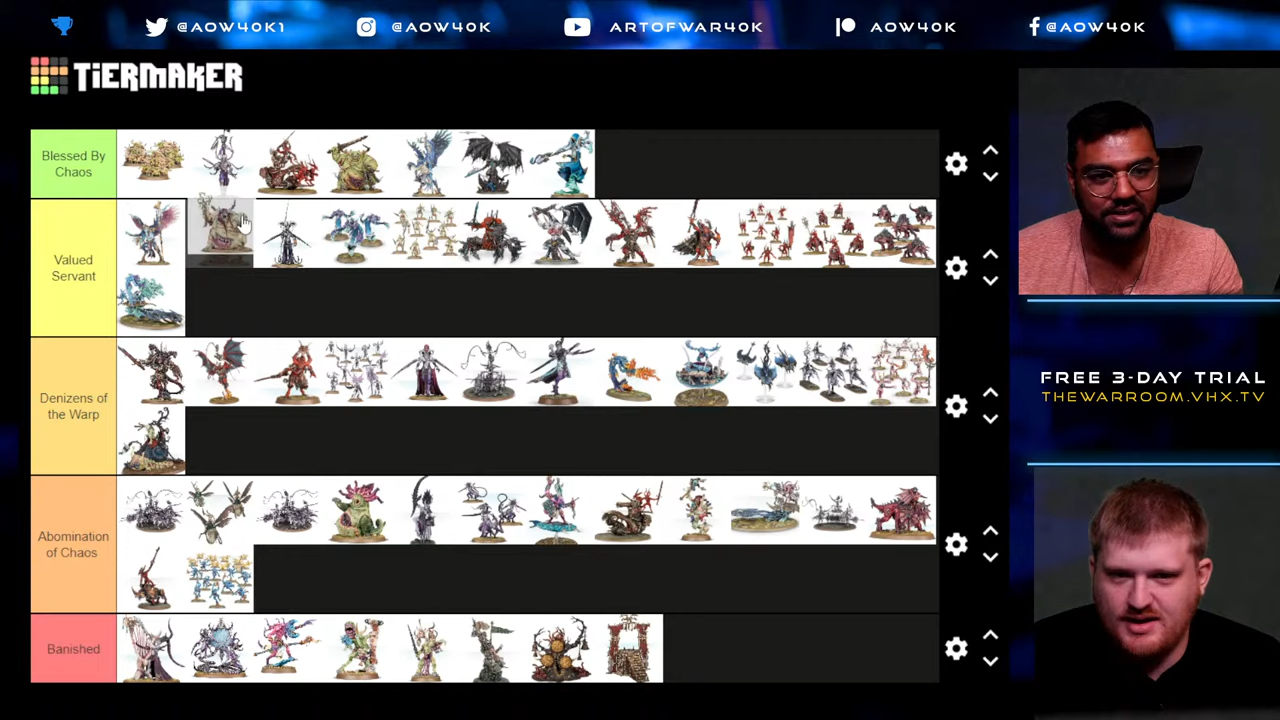 @AOW40K1
@AOW40K
ARTOFWAR40K
AOW40K
@AOW40K
TiERMAKER
Blessed By
Chaos
Valued
Servant
Denizens of
the Warp
Abomination
of Chaos
Banished
FREE 3-DAY TRIAL
THEWARROOM.VHX.TV